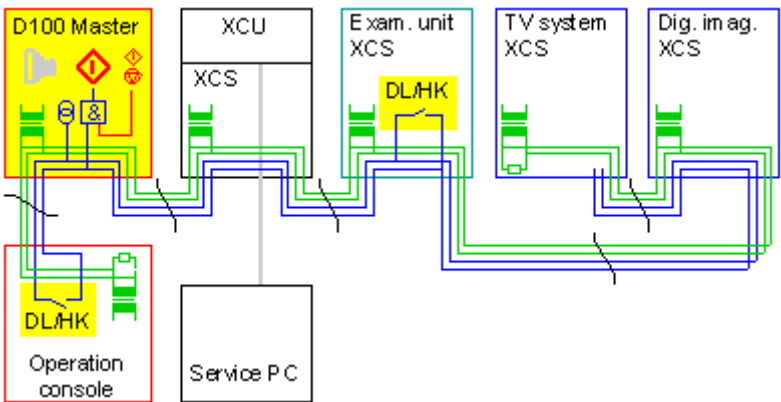 D100 Master
&
XCU
XCS
Exam. unit
XCS
DL/HK
TV system
XCS
Dig. imag.
XCS
DL/HK
Operation
console
Service PC